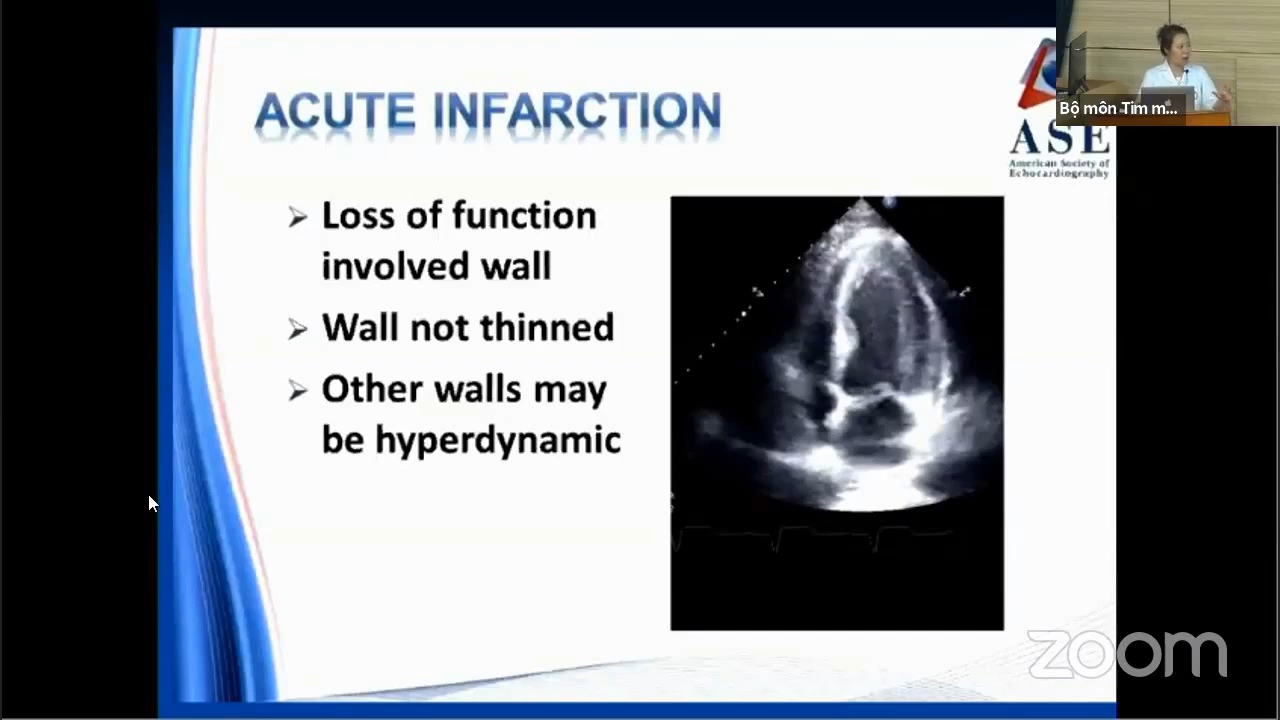 ACUTE INFARCTION
Loss of function
involved wall
Wall not thinned
Other walls may
be hyperdynamic
Bộ môn Tim m...
ASE
American Society of
Echocardiography
zoom